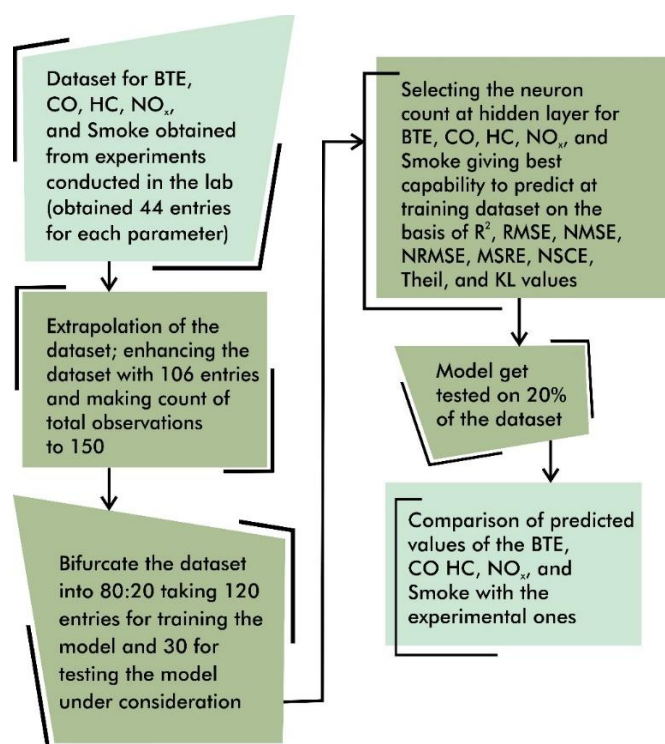 Dataset for BTE,
CO, HC, NOₓ,
and Smoke obtained
from experiments
conducted in the lab
(obtained 44 entries
for each parameter)
Extrapolation of the
dataset; enhancing the
dataset with 106 entries
and making count of
total observations
to 150
Bifurcate the dataset
into 80:20 taking 120
entries for training the
model and 30 for
testing the model
under consideration
Selecting the neuron
count at hidden layer for
BTE, CO, HC, NOₓ, and
Smoke giving best
capability to predict at
training dataset on the
basis of R², RMSE, NMSE,
NRMSE, MSRE, NSCE,
Theil, and KL values
Model get
tested on 20%
of the dataset
Comparison of predicted
values of the BTE,
CO HC, NOₓ, and
Smoke with the
experimental ones